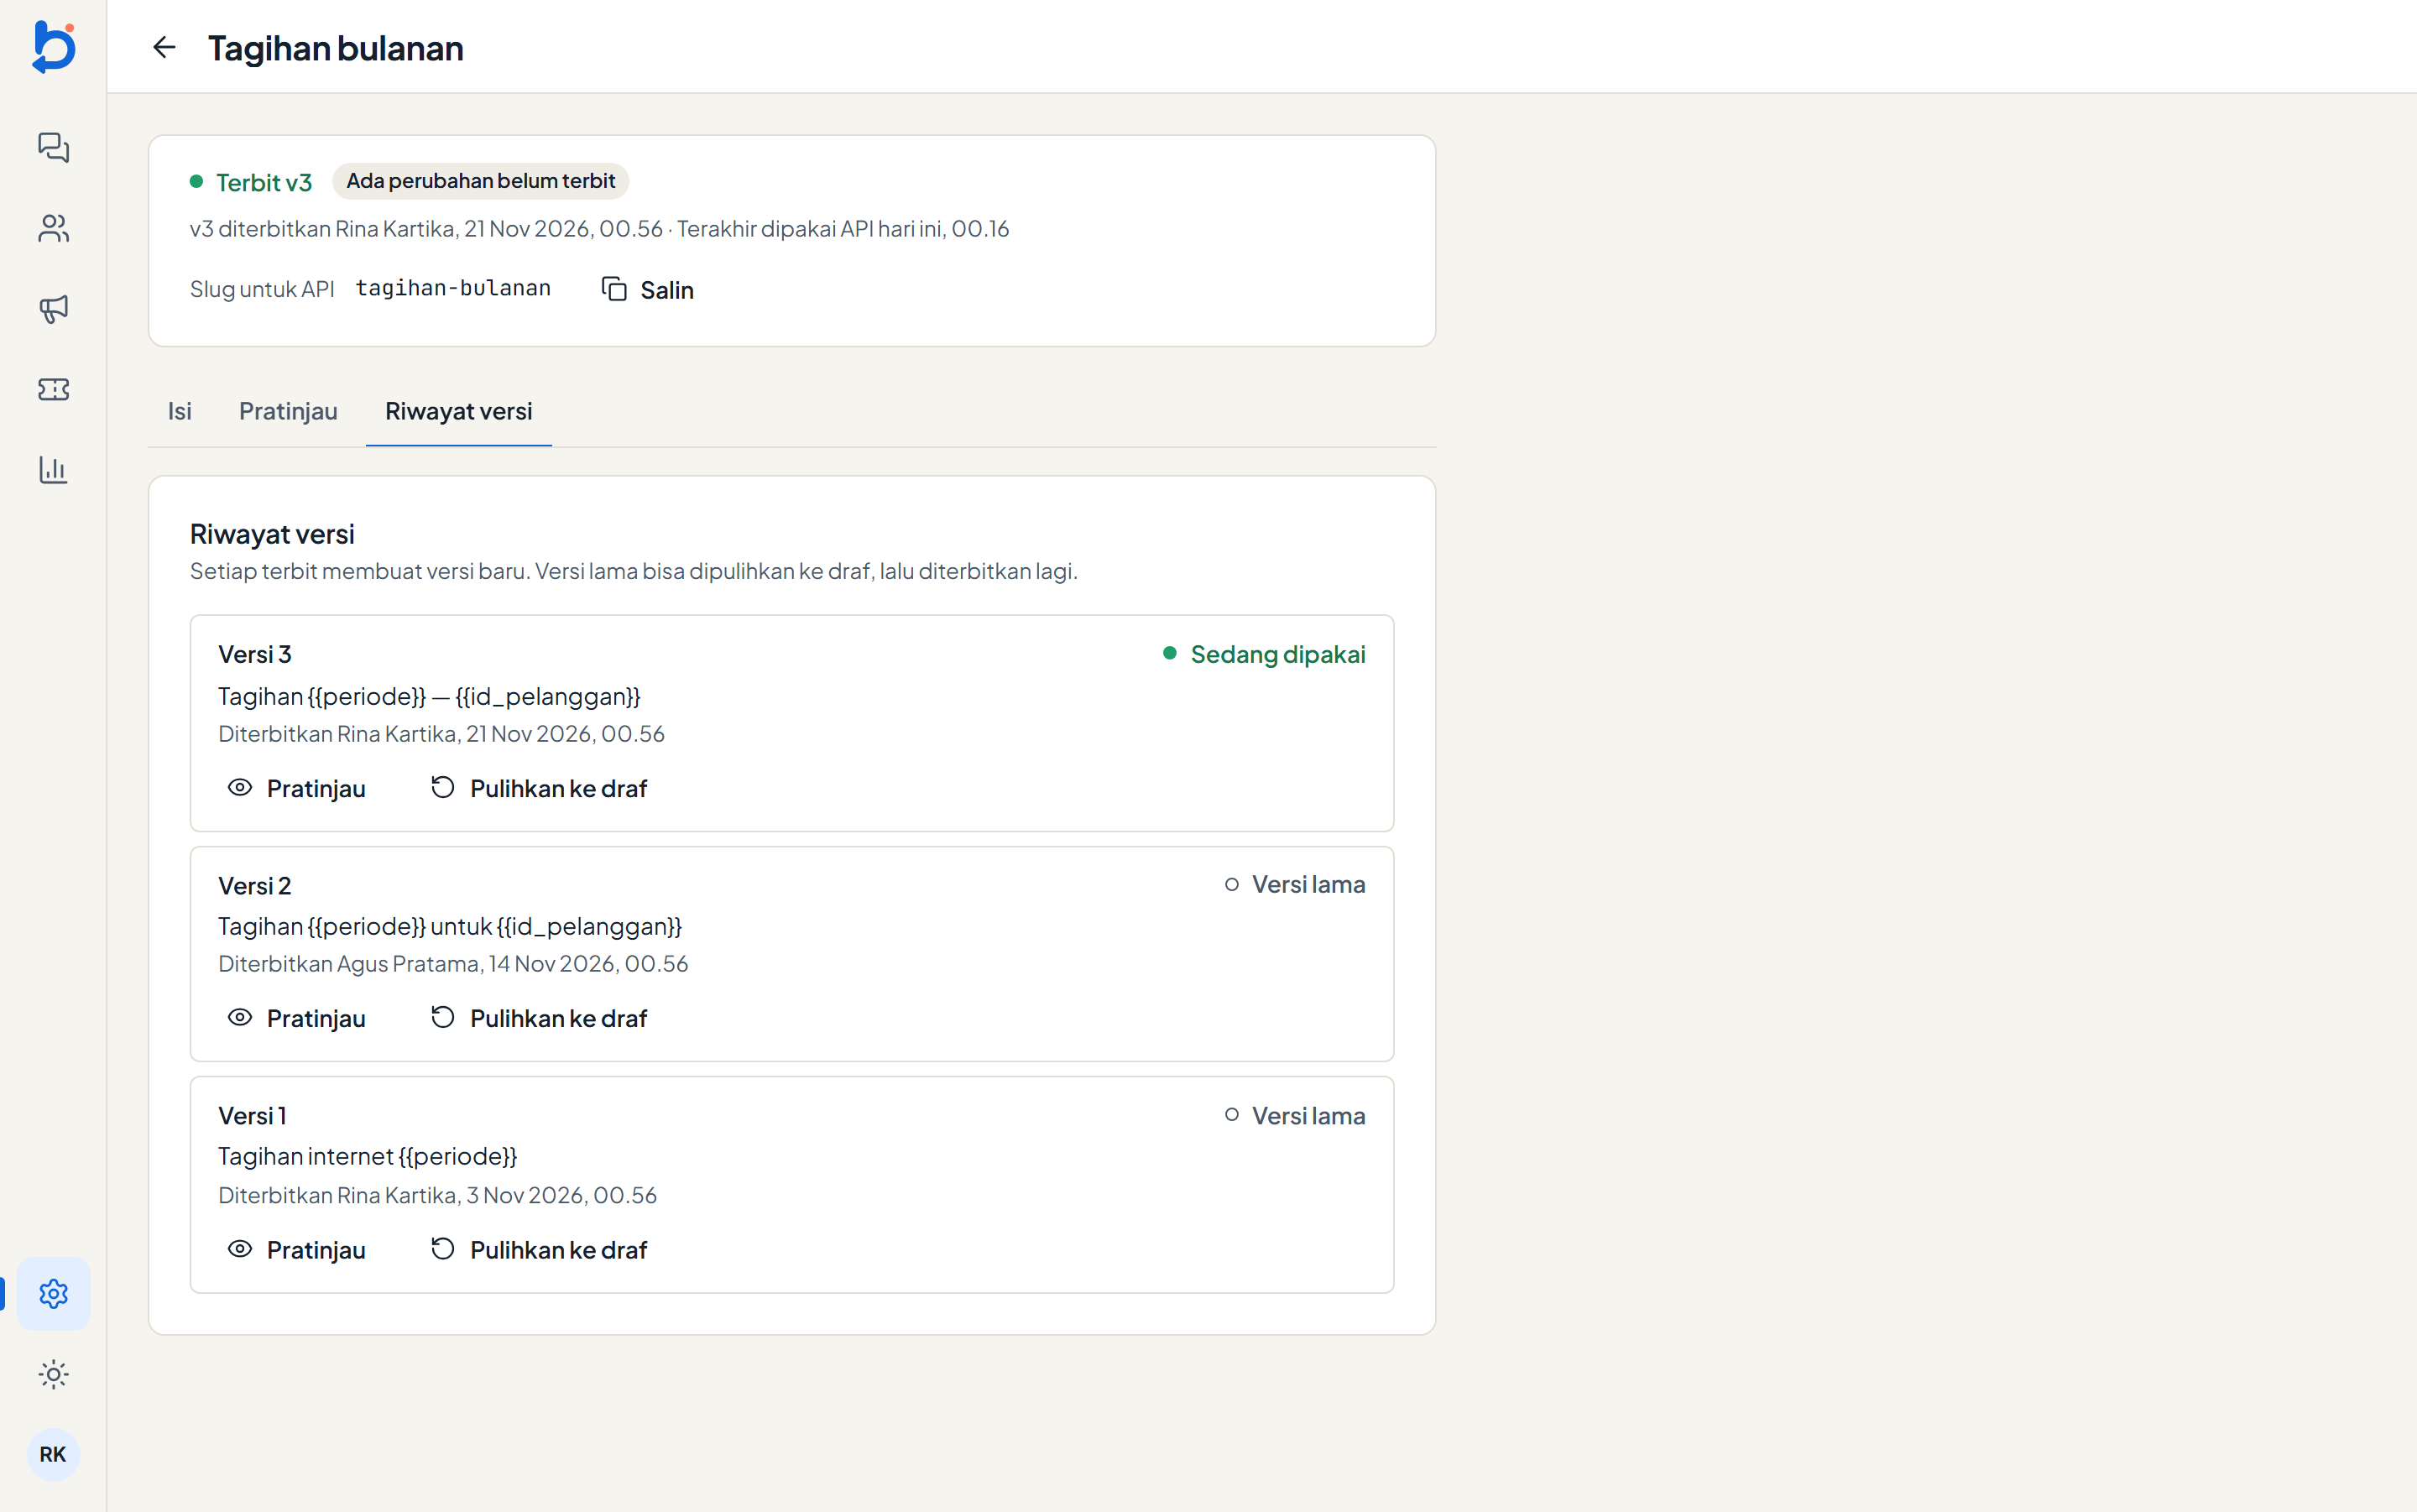 Tagihan bulanan
Terbit v3
Ada perubahan belum terbit
v3 diterbitkan Rina Kartika, 21 Nov 2026, 00.56 · Terakhir dipakai API hari ini, 00.16
Slug untuk API tagihan-bulanan Salin
Isi Pratinjau Riwayat versi
Riwayat versi
Setiap terbit membuat versi baru. Versi lama bisa dipulihkan ke draf, lalu diterbitkan lagi.
Versi 3 Sedang dipakai
Tagihan {{periode}} — {{id_pelanggan}}
Diterbitkan Rina Kartika, 21 Nov 2026, 00.56
Pratinjau Pulihkan ke draf
Versi 2 Versi lama
Tagihan {{periode}} untuk {{id_pelanggan}}
Diterbitkan Agus Pratama, 14 Nov 2026, 00.56
Pratinjau Pulihkan ke draf
Versi 1 Versi lama
Tagihan internet {{periode}}
Diterbitkan Rina Kartika, 3 Nov 2026, 00.56
Pratinjau Pulihkan ke draf
RK